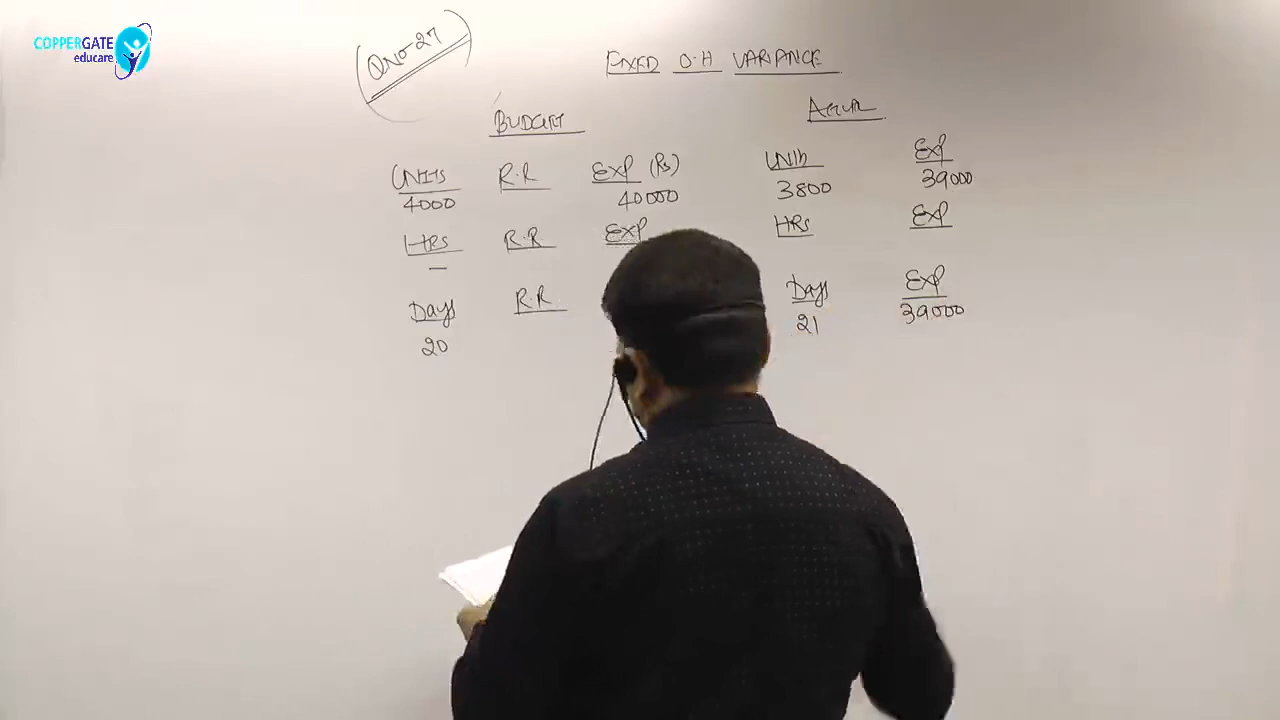 COPPERGATE
educare
QNO-27
FIXED O.H VARIANCE
BUDGET
UNITS R.R EXP (Rs) UNIts EXP
4000 40000 3800 39000
HRs R.R EXP HRs EXP
—
Days R.R. Days EXP
20 21 39000